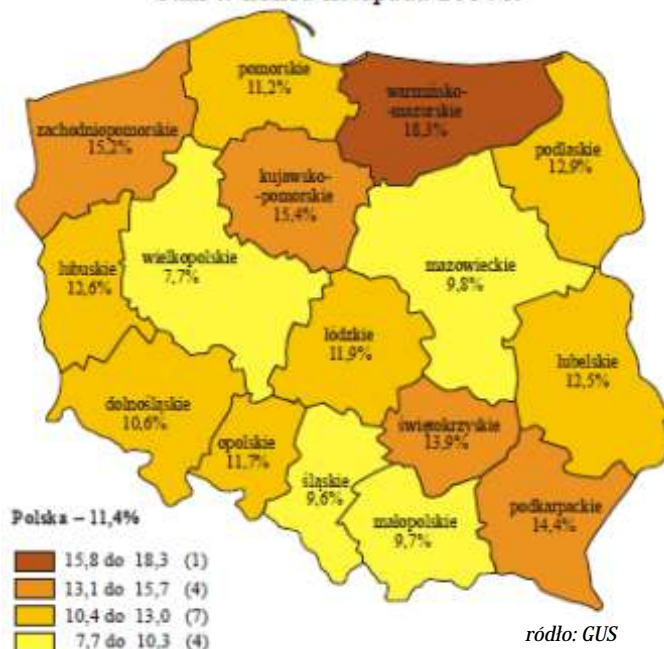 pomorskie
11,2%
warmińsko-
-mazurskie
18,3%
zachodniopomorskie
15,2%
podlaskie
12,9%
kujawsko-
-pomorskie
15,4%
wielkopolskie
7,7%
mazowieckie
9,8%
lubuskie
12,6%
łódzkie
11,9%
lubelskie
12,5%
dolnośląskie
10,6%
opolskie
11,7%
świętokrzyskie
13,9%
śląskie
9,6%
małopolskie
9,7%
podkarpackie
14,4%
Polska – 11,4%
15,8 do 18,3 (1)
13,1 do 15,7 (4)
10,4 do 13,0 (7)
7,7 do 10,3 (4)
ródło: GUS